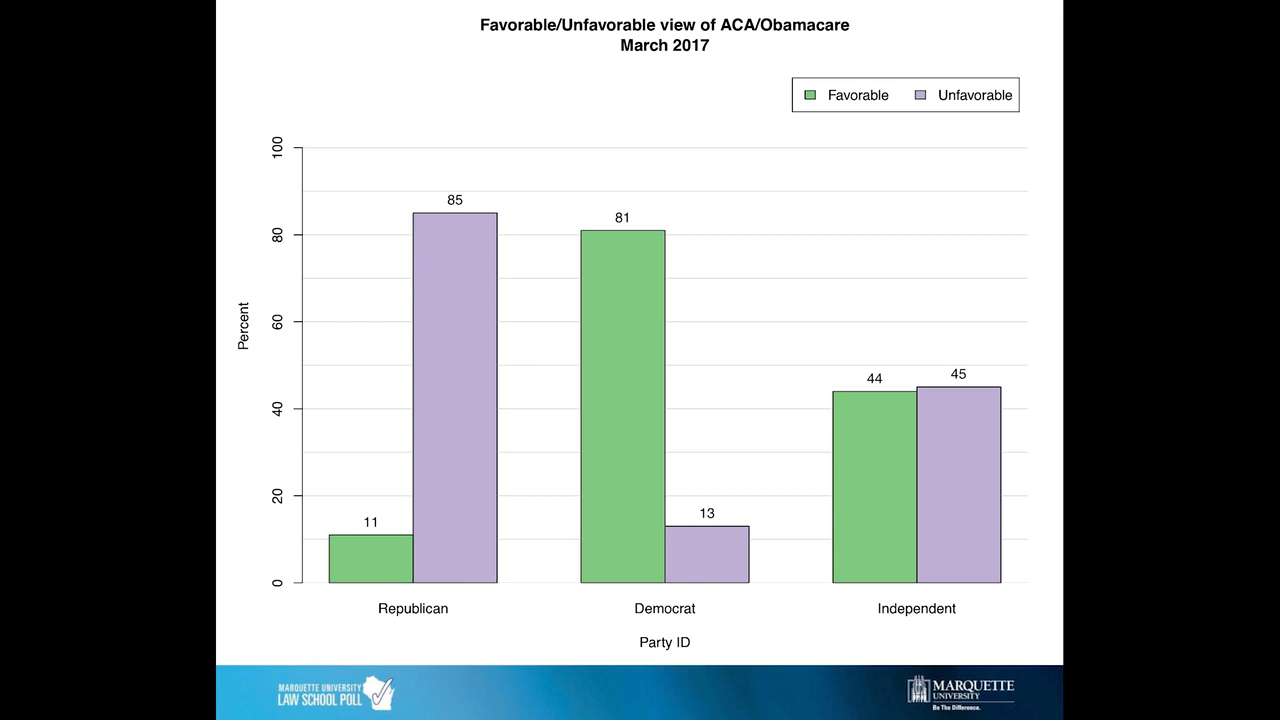 Favorable/Unfavorable view of ACA/Obamacare
March 2017
Favorable
Unfavorable
100
80
60
40
20
0
Percent
85
81
11
13
44
45
Republican
Democrat
Independent
Party ID
MARQUETTE UNIVERSITY
LAW SCHOOL POLL
MARQUETTE
UNIVERSITY
Be The Difference.